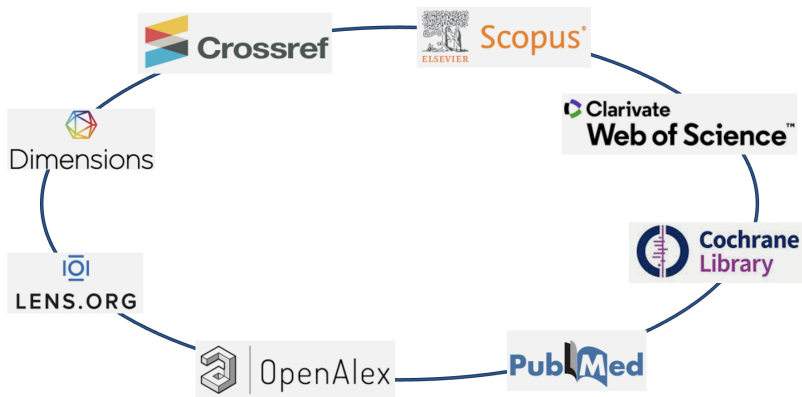 Crossref
ELSEVIER
Scopus®
Clarivate
Web of Science™
Dimensions
Cochrane
Library
LENS.ORG
OpenAlex
PubMed